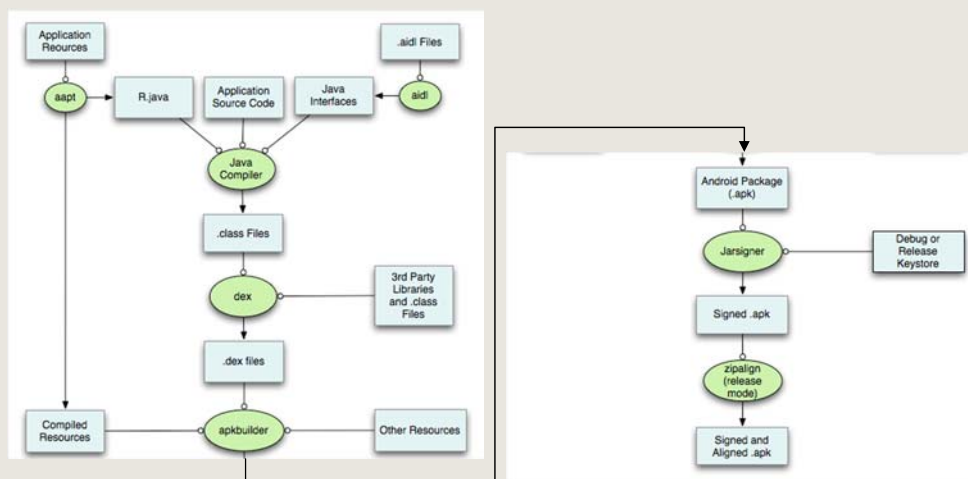 Application
Reources
.aidl Files
aapt
R.java
Application
Source Code
Java
Interfaces
aidl
Java
Compiler
.class Files
dex
3rd Party
Libraries
and .class
Files
.dex files
Compiled
Resources
apkbuilder
Other Resources
Android Package
(.apk)
Jarsigner
Debug or
Release
Keystore
Signed .apk
zipalign
(release
mode)
Signed and
Aligned .apk